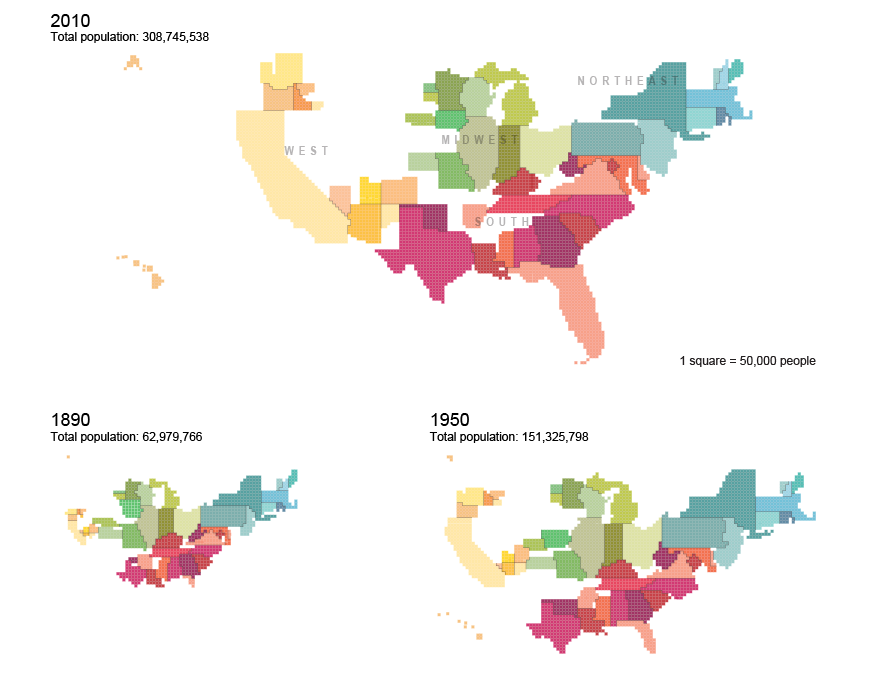 2010
Total population: 308,745,538
NORTHEAST
MIDWEST
WEST
SOUTH
1 square = 50,000 people
1890
Total population: 62,979,766
1950
Total population: 151,325,798